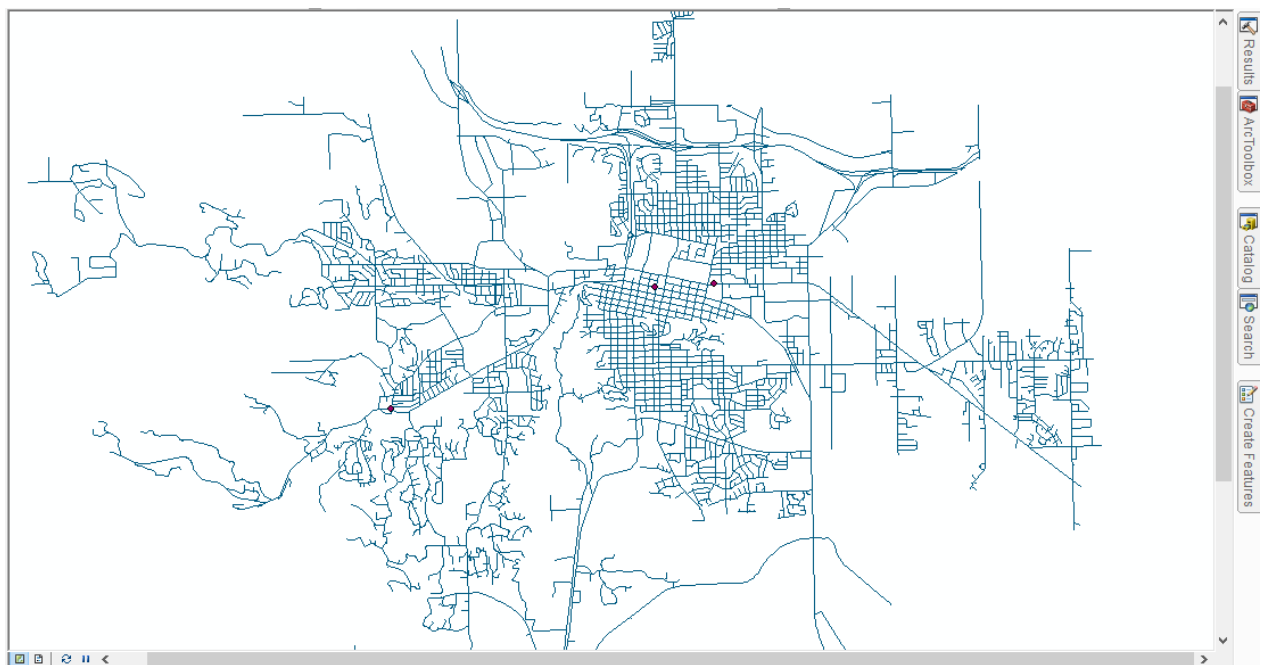 Results
ArcToolbox
Catalog
Search
Create Features